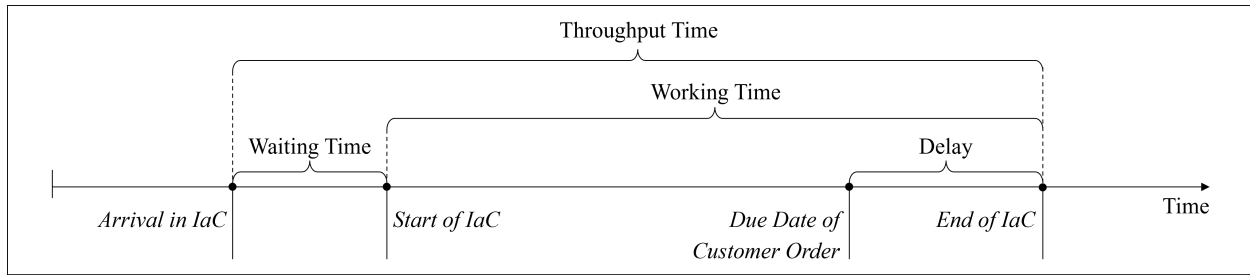 Throughput Time
Working Time
Waiting Time
Delay
Time
Arrival in IaC
Start of IaC
Due Date of
Customer Order
End of IaC